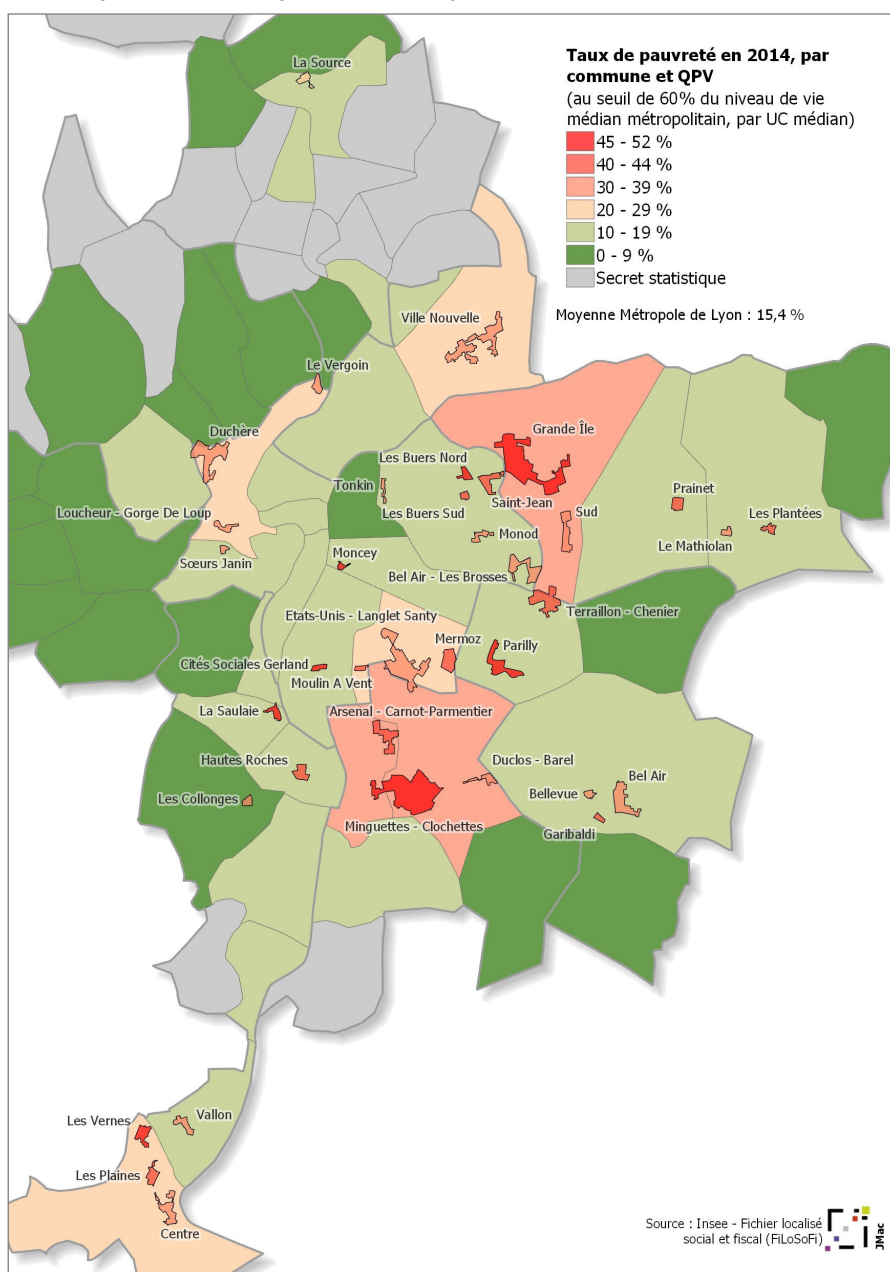 Taux de pauvreté en 2014, par
commune et QPV
(au seuil de 60% du niveau de vie
médian métropolitain, par UC médian)
45 - 52 %
40 - 44 %
30 - 39 %
20 - 29 %
10 - 19 %
0 - 9 %
Secret statistique
Moyenne Métropole de Lyon : 15,4 %
La Source
Ville Nouvelle
Le Vergoin
Duchère
Grande Île
Les Buers Nord
Tonkin
Prainet
Saint-Jean
Loucheur - Gorge De Loup
Les Buers Sud
Sud
Les Plantées
Monod
Le Mathiolan
Moncey
Sœurs Janin
Bel Air - Les Brosses
Terraillon - Chenier
Etats-Unis - Langlet Santy
Mermoz
Parilly
Cités Sociales Gerland
Moulin A Vent
La Saulaie
Arsenal - Carnot-Parmentier
Hautes Roches
Duclos - Barel
Bel Air
Bellevue
Les Collonges
Minguettes - Clochettes
Garibaldi
Les Vernes
Vallon
Les Plaines
Centre
Source : Insee - Fichier localisé
social et fiscal (FiLoSoFi)
JMac